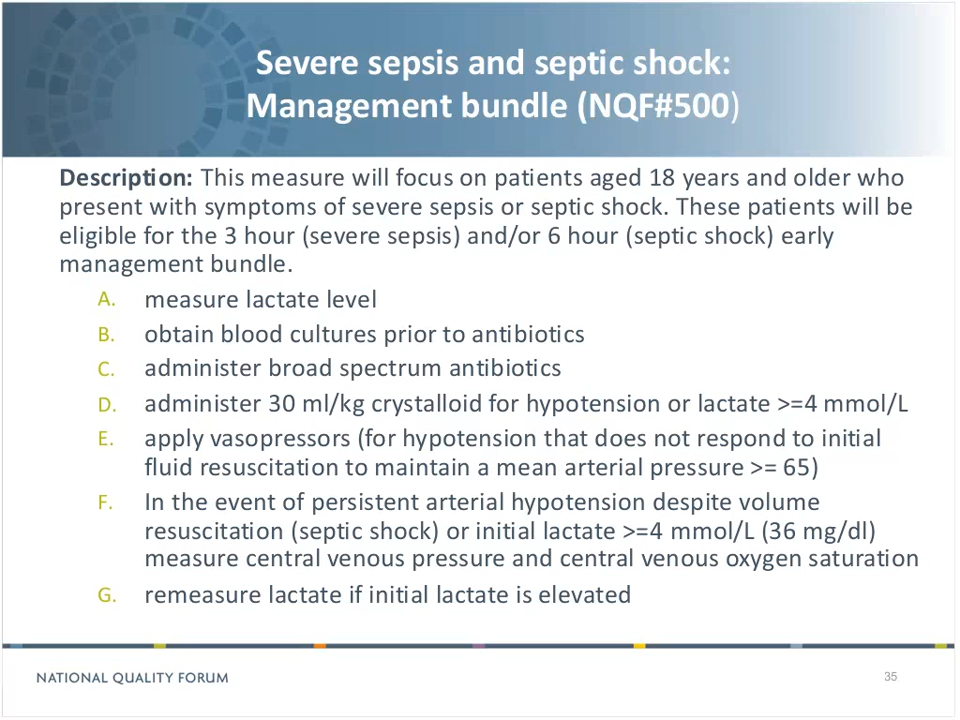 Severe sepsis and septic shock:
Management bundle (NQF#500)
Description: This measure will focus on patients aged 18 years and older who
present with symptoms of severe sepsis or septic shock. These patients will be
eligible for the 3 hour (severe sepsis) and/or 6 hour (septic shock) early
management bundle.
A. measure lactate level
B. obtain blood cultures prior to antibiotics
C. administer broad spectrum antibiotics
D. administer 30 ml/kg crystalloid for hypotension or lactate >=4 mmol/L
E. apply vasopressors (for hypotension that does not respond to initial
fluid resuscitation to maintain a mean arterial pressure >= 65)
F. In the event of persistent arterial hypotension despite volume
resuscitation (septic shock) or initial lactate >=4 mmol/L (36 mg/dl)
measure central venous pressure and central venous oxygen saturation
G. remeasure lactate if initial lactate is elevated
NATIONAL QUALITY FORUM
35